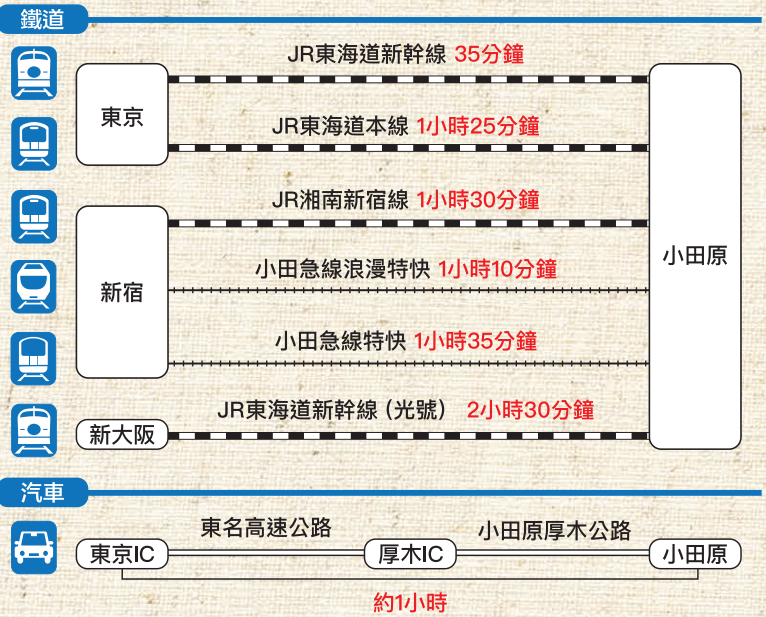 鐵道
JR東海道新幹線 35分鐘
東京
JR東海道本線 1小時25分鐘
JR湘南新宿線 1小時30分鐘
小田原
小田急線浪漫特快 1小時10分鐘
新宿
小田急線特快 1小時35分鐘
JR東海道新幹線（光號） 2小時30分鐘
新大阪
汽車
東名高速公路
小田原厚木公路
東京IC
厚木IC
小田原
約1小時